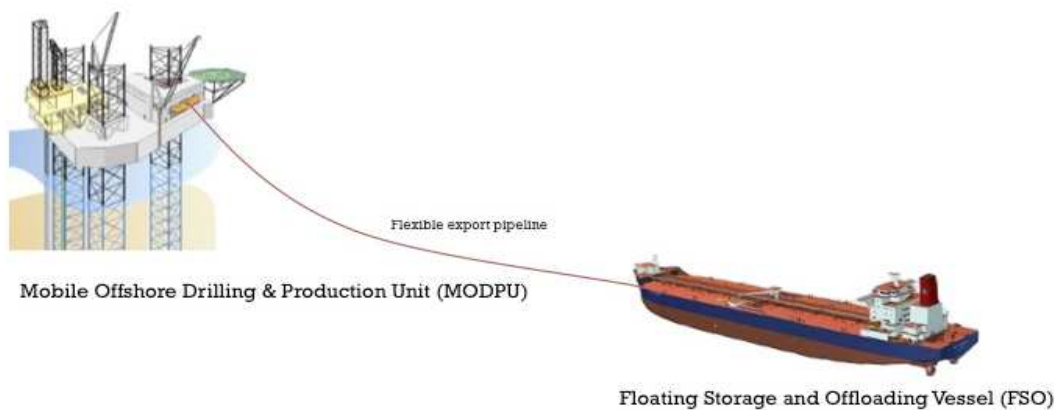 Flexible export pipeline
Mobile Offshore Drilling & Production Unit (MODPU)
Floating Storage and Offloading Vessel (FSO)